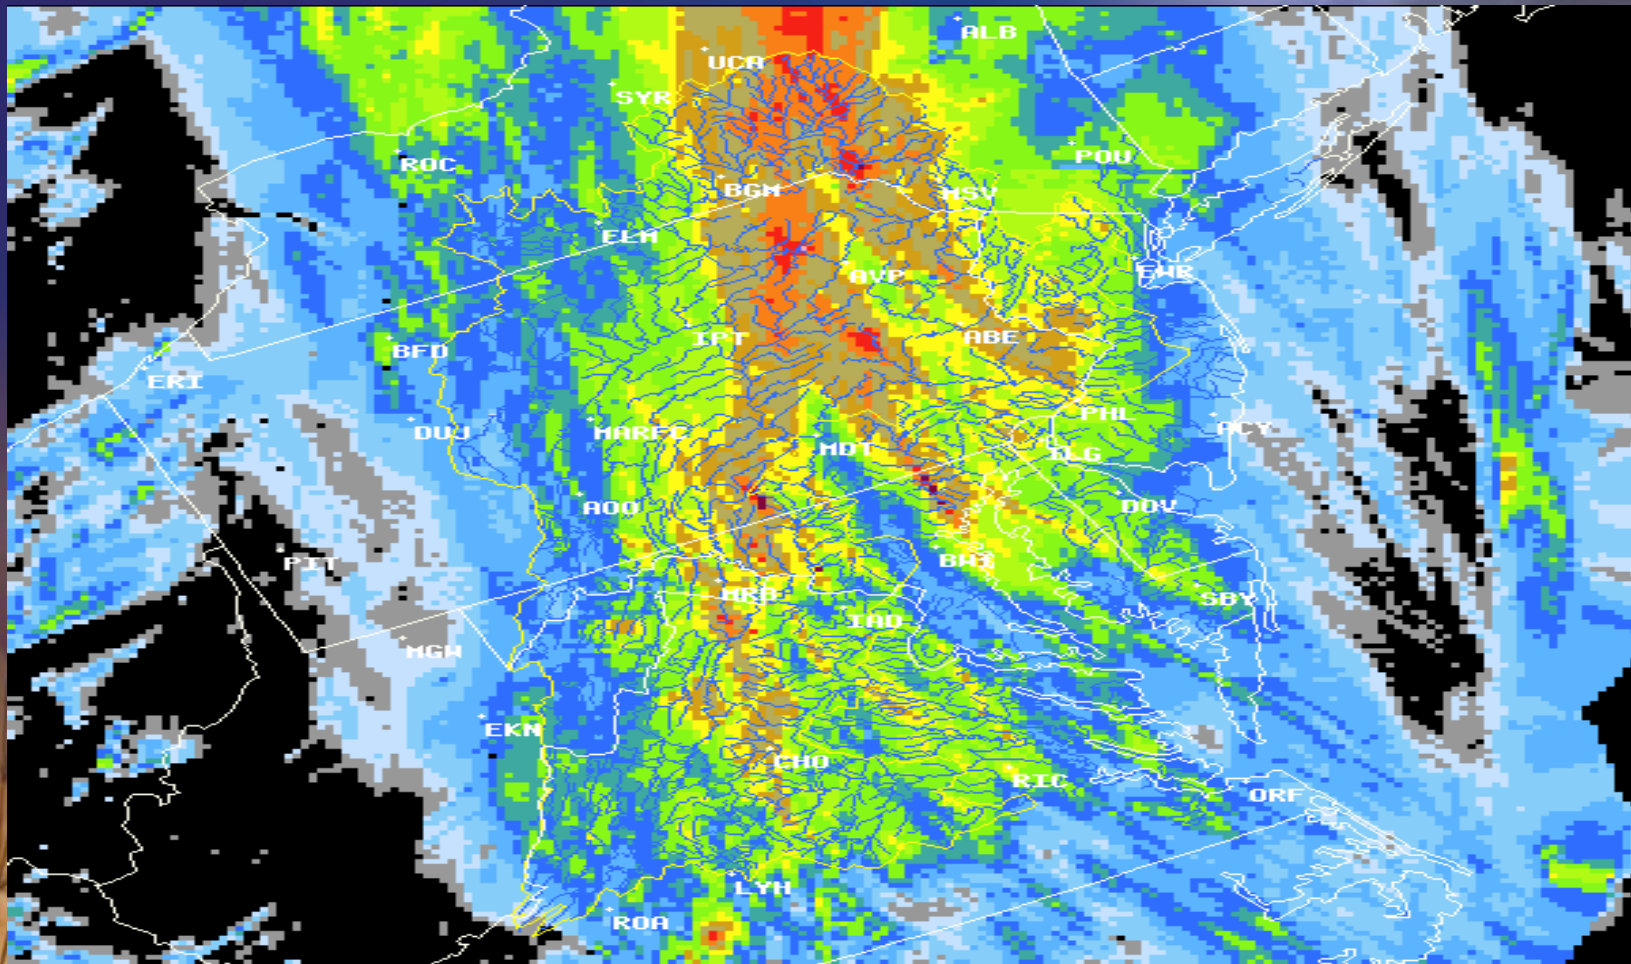 ALB
UCA
SYR
POU
ROC
BGM
MSV
ELM
EWR
AVP
IPT
ABE
BFD
ERI
PHL
ACY
DUJ
MARFC
MDT
ILG
AOO
DOV
PIT
BWI
MRB
SBY
IAD
MGW
EKN
CHO
RIC
ORF
LYH
ROA